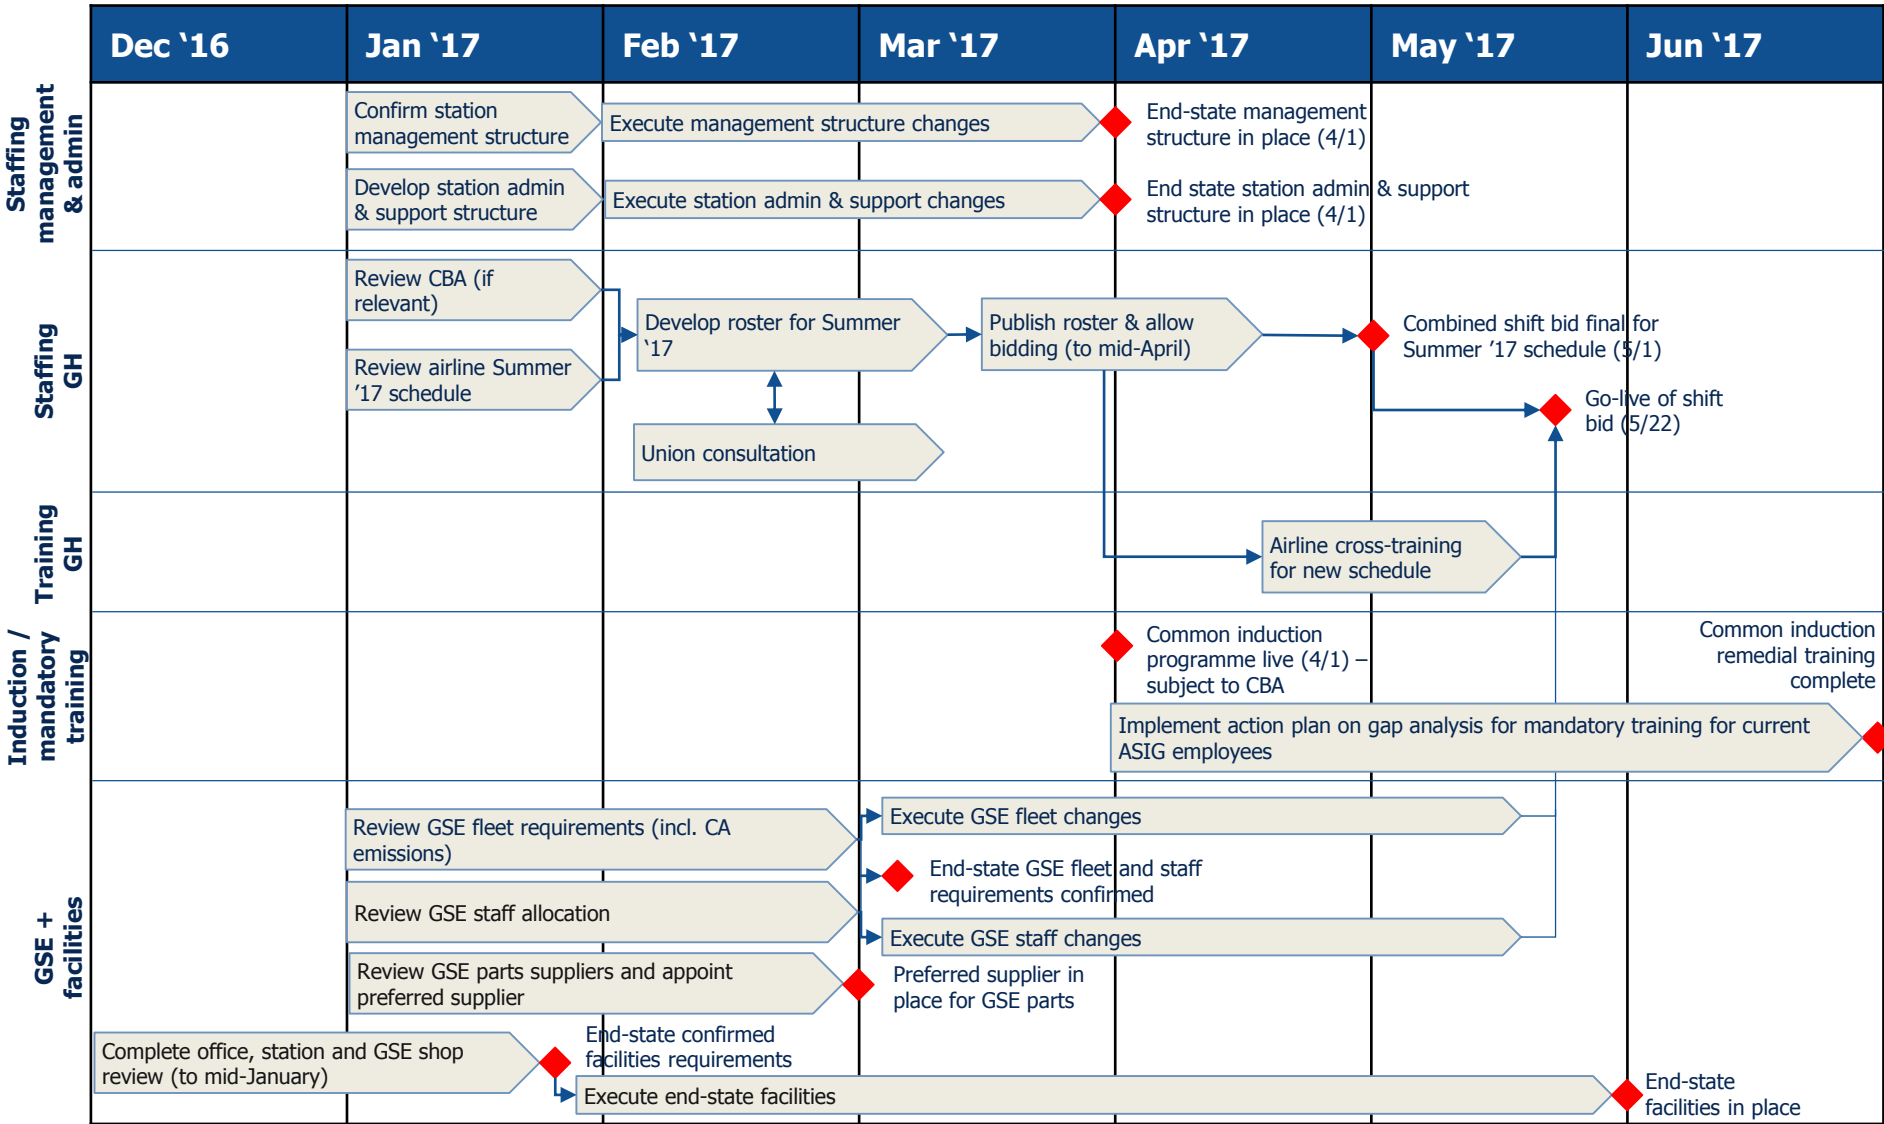 Dec ‘16
Jan ‘17
Feb ‘17
Mar ‘17
Apr ‘17
May ‘17
Jun ‘17
Staffing
management
& admin
Confirm station
management structure
Execute management structure changes
End-state management
structure in place (4/1)
Develop station admin
& support structure
Execute station admin & support changes
End state station admin & support
structure in place (4/1)
Staffing
GH
Review CBA (if
relevant)
Review airline Summer
’17 schedule
Develop roster for Summer
‘17
Union consultation
Publish roster & allow
bidding (to mid-April)
Combined shift bid final for
Summer ’17 schedule (5/1)
Go-live of shift
bid (5/22)
Training
GH
Airline cross-training
for new schedule
Induction /
mandatory
training
Common induction
programme live (4/1) –
subject to CBA
Common induction
remedial training
complete
Implement action plan on gap analysis for mandatory training for current
ASIG employees
GSE +
facilities
Review GSE fleet requirements (incl. CA
emissions)
Execute GSE fleet changes
End-state GSE fleet and staff
requirements confirmed
Review GSE staff allocation
Execute GSE staff changes
Review GSE parts suppliers and appoint
preferred supplier
Preferred supplier in
place for GSE parts
Complete office, station and GSE shop
review (to mid-January)
End-state confirmed
facilities requirements
Execute end-state facilities
End-state
facilities in place